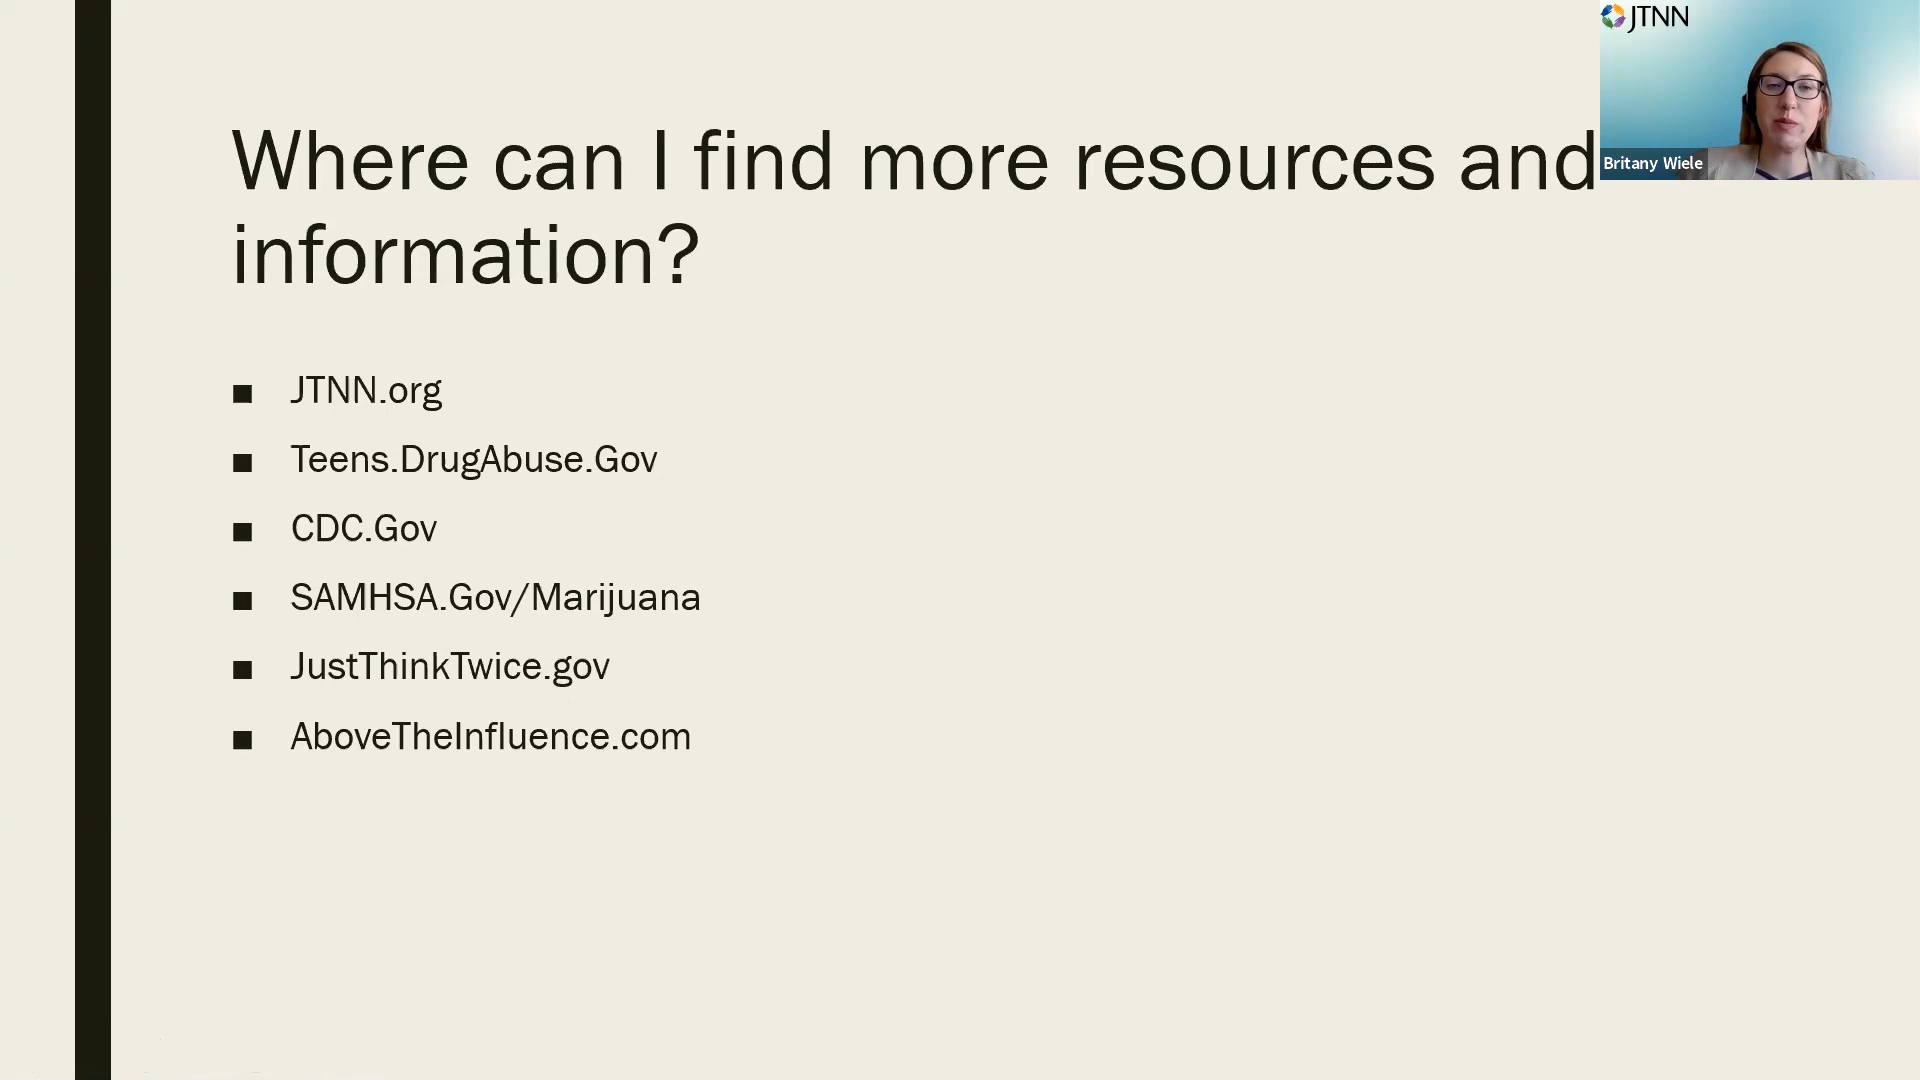 JTNN
Britany Wiele
Where can I find more resources and
information?
JTNN.org
Teens.DrugAbuse.Gov
CDC.Gov
SAMHSA.Gov/Marijuana
JustThinkTwice.gov
AboveTheInfluence.com